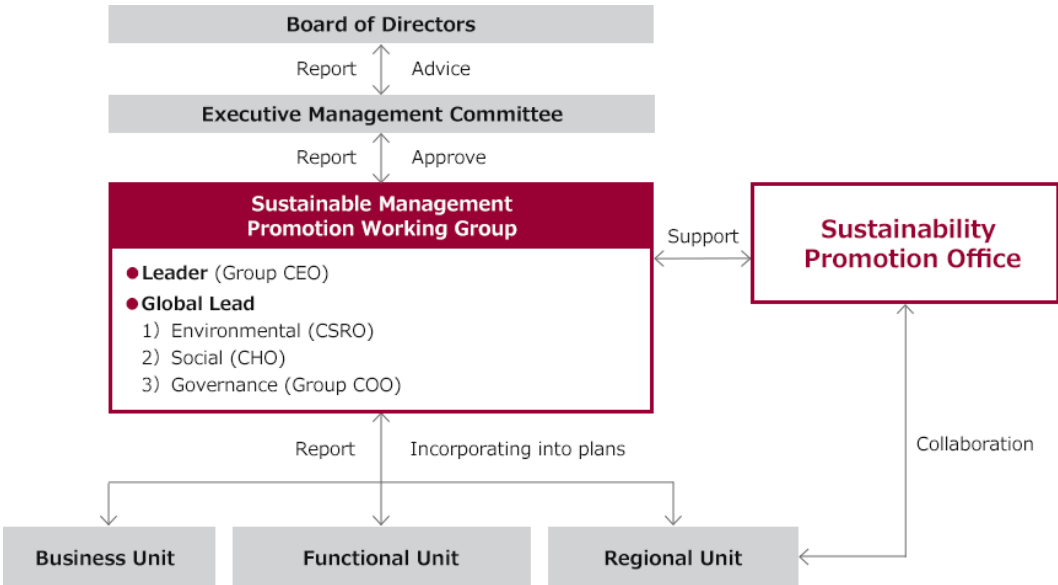 Board of Directors
Report Advice
Executive Management Committee
Report Approve
Sustainable Management
Promotion Working Group
●Leader (Group CEO)
●Global Lead
1) Environmental (CSRO)
2) Social (CHO)
3) Governance (Group COO)
Support
Sustainability
Promotion Office
Report Incorporating into plans
Collaboration
Business Unit
Functional Unit
Regional Unit